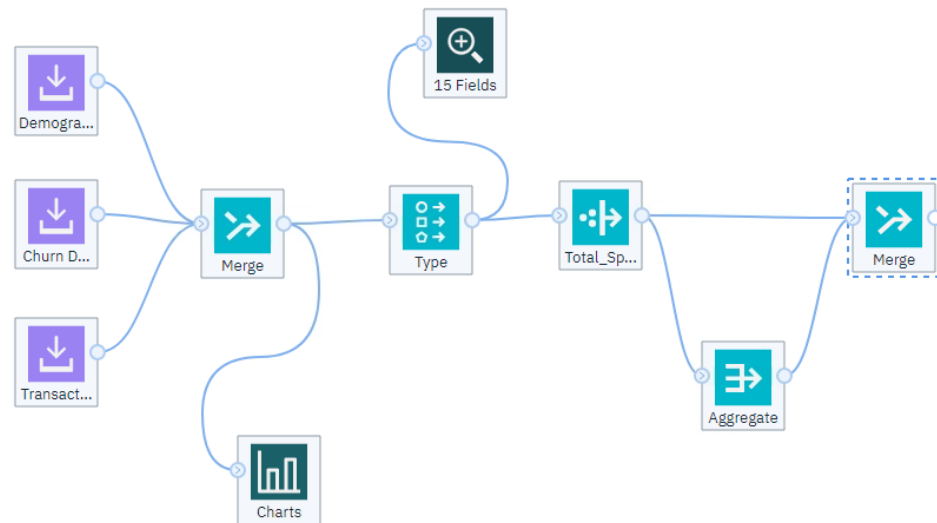 15 Fields
Demogra...
Churn D...
Merge
Type
Total_Sp...
Merge
Transact...
Aggregate
Charts